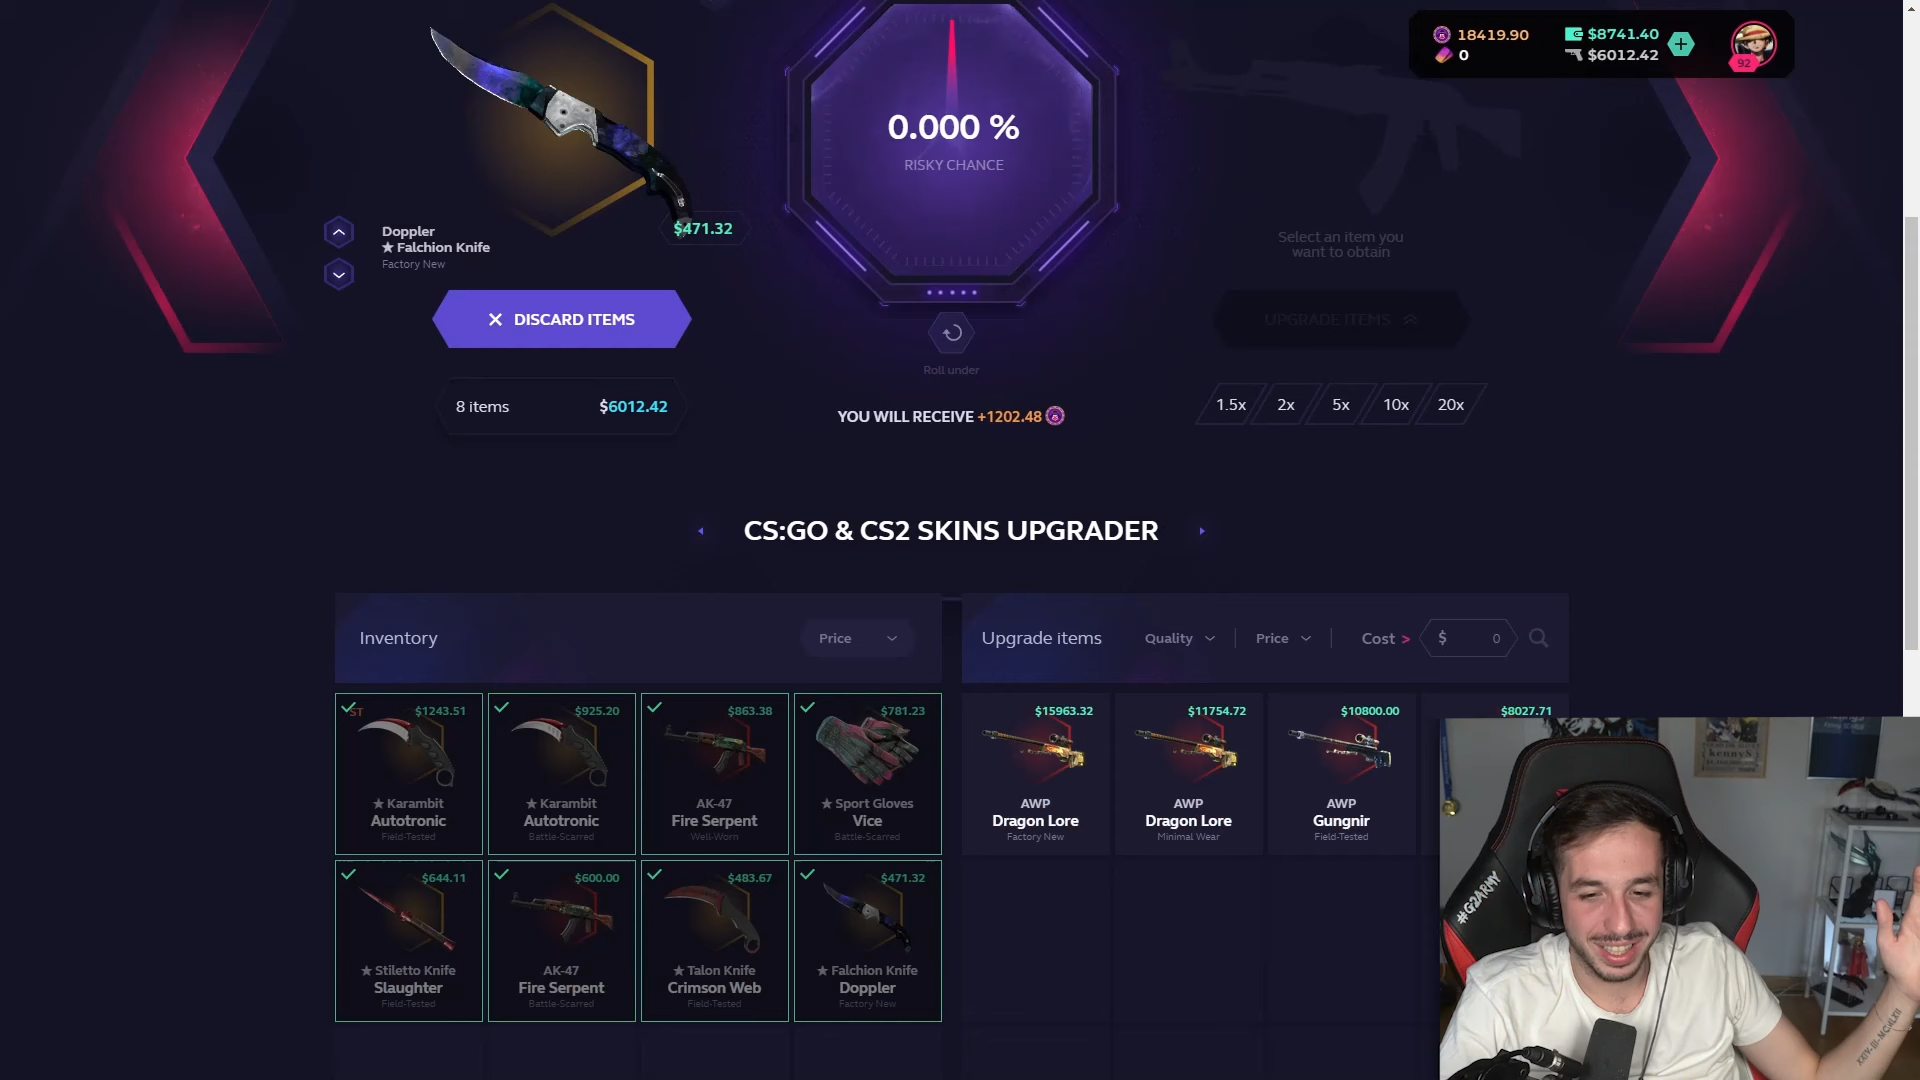 18419.90
$8741.40
0
$6012.42
92
0.000 %
RISKY CHANCE
$471.32
Doppler
★ Falchion Knife
Factory New
Select an item you
want to obtain
DISCARD ITEMS
UPGRADE ITEMS
Roll under
8 items
$6012.42
YOU WILL RECEIVE +1202.48
1.5x
2x
5x
10x
20x
CS:GO & CS2 SKINS UPGRADER
Inventory
Price
Upgrade items
Quality
Price
Cost >
$
0
ST
$1243.51
★ Karambit
Autotronic
Field-Tested
$925.20
★ Karambit
Autotronic
Battle-Scarred
$863.38
AK-47
Fire Serpent
Well-Worn
$781.23
★ Sport Gloves
Vice
Battle-Scarred
$15963.32
AWP
Dragon Lore
Factory New
$11754.72
AWP
Dragon Lore
Minimal Wear
$10800.00
AWP
Gungnir
Field-Tested
$8027.71
$644.11
★ Stiletto Knife
Slaughter
Field-Tested
$600.00
AK-47
Fire Serpent
Battle-Scarred
$483.67
★ Talon Knife
Crimson Web
Field-Tested
$471.32
★ Falchion Knife
Doppler
Factory New
kennyS
#G2ARMY